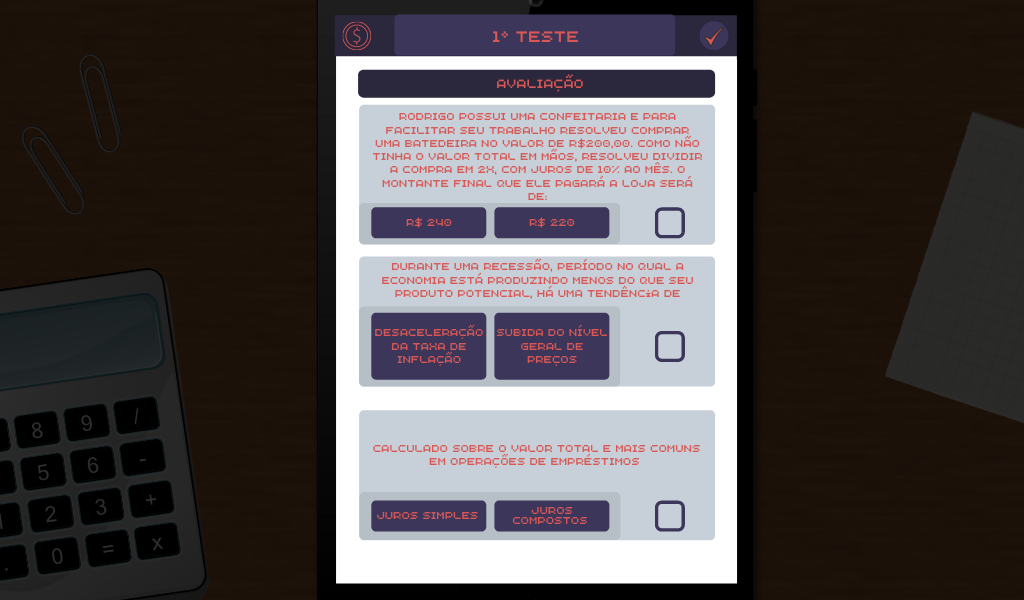 $
1° TESTE
AVALIAÇÃO
RODRIGO POSSUI UMA CONFEITARIA E PARA
FACILITAR SEU TRABALHO RESOLVEU COMPRAR
UMA BATEDEIRA NO VALOR DE R$200,00. COMO NÃO
TINHA O VALOR TOTAL EM MÃOS, RESOLVEU DIVIDIR
A COMPRA EM 2X, COM JUROS DE 10% AO MÊS. O
MONTANTE FINAL QUE ELE PAGARÁ A LOJA SERÁ
DE:
R$ 240
R$ 220
DURANTE UMA RECESSÃO, PERÍODO NO QUAL A
ECONOMIA ESTÁ PRODUZINDO MENOS DO QUE SEU
PRODUTO POTENCIAL, HÁ UMA TENDÊNCIA DE
DESACELERAÇÃO
DA TAXA DE
INFLAÇÃO
SUBIDA DO NÍVEL
GERAL DE
PREÇOS
CALCULADO SOBRE O VALOR TOTAL E MAIS COMUNS
EM OPERAÇÕES DE EMPRÉSTIMOS
JUROS SIMPLES
JUROS
COMPOSTOS
8 9 /
5 6 -
1 2 3 +
. 0 = X